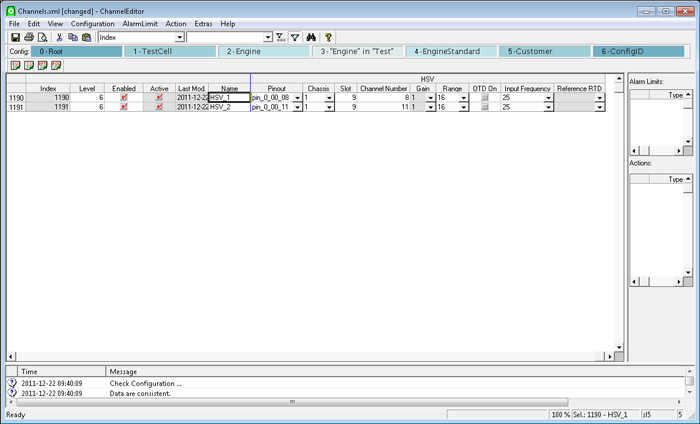 Channels.xml [changed] - ChannelEditor
File Edit View Configuration AlarmLimit Action Extras Help
Index
Config: 0 - Root 1 - TestCell 2 - Engine 3 - "Engine" in "Test" 4 - EngineStandard 5 - Customer 6 - ConfigID
HSV
Index Level Enabled Active Last Mod. Name Pinout Chassis Slot Channel Number Gain Range OTD On Input Frequency Reference RTD
1190 1190 6 2011-12-22 HSV_1 pin_0_00_08 1 9 8 1 16 25
1191 1191 6 2011-12-22 HSV_2 pin_0_00_11 1 9 11 1 16 25
Alarm Limits:
Type
Actions:
Type
Time Message
2011-12-22 09:40:09 Check Configuration ...
2011-12-22 09:40:09 Data are consistent.
Ready 100 % Sel.: 1190 - HSV_1 sl5 5